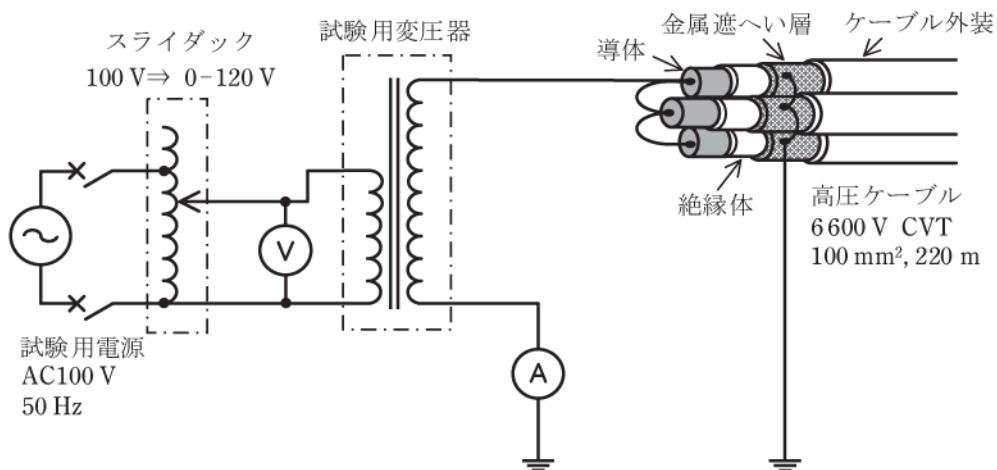 スライダック
100 V⇒ 0-120 V
試験用変圧器
金属遮へい層
ケーブル外装
導体
絶縁体
高圧ケーブル
6 600 V CVT
100 mm², 220 m
V
A
試験用電源
AC100 V
50 Hz